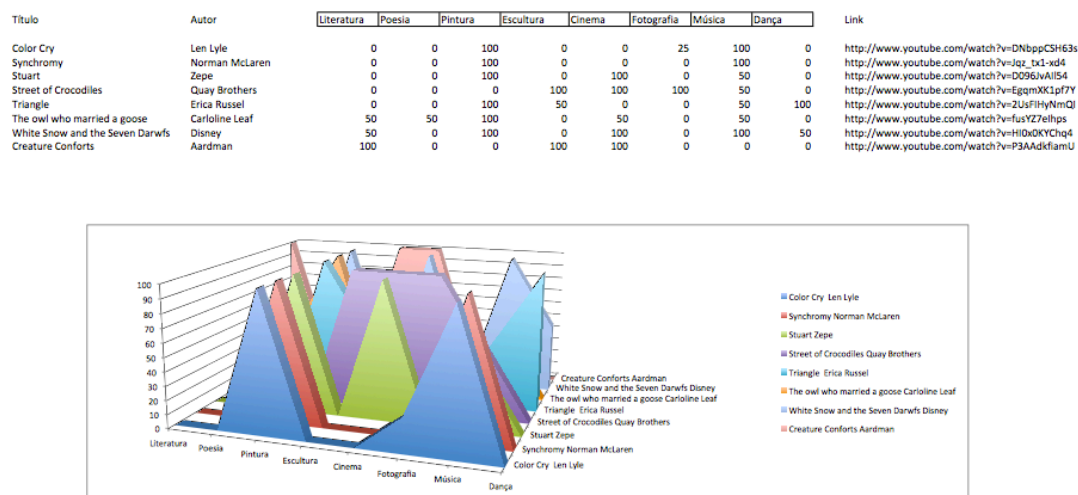 Título Autor Literatura Poesia Pintura Escultura Cinema Fotografia Música Dança Link
Color Cry Len Lyle 0 0 100 0 0 25 100 0 http://www.youtube.com/watch?v=DNbppCSH63s
Synchromy Norman McLaren 0 0 100 0 0 0 100 0 http://www.youtube.com/watch?v=Jqz_tx1-xd4
Stuart Zepe 0 0 100 0 100 0 50 0 http://www.youtube.com/watch?v=D096JvAIl54
Street of Crocodiles Quay Brothers 0 0 0 100 100 100 50 0 http://www.youtube.com/watch?v=EgqmXK1pf7Y
Triangle Erica Russel 0 0 100 50 0 0 50 100 http://www.youtube.com/watch?v=2UsFlHyNmQI
The owl who married a goose Carloline Leaf 50 50 100 0 50 0 50 0 http://www.youtube.com/watch?v=fusYZ7elhps
White Snow and the Seven Darwfs Disney 50 0 100 0 100 0 100 50 http://www.youtube.com/watch?v=HI0x0KYChq4
Creature Conforts Aardman 100 0 0 100 100 0 0 0 http://www.youtube.com/watch?v=P3AAdkfiamU
100
90
80
70
60
50
40
30
20
10
0
Literatura
Poesia
Pintura
Escultura
Cinema
Fotografia
Música
Dança
Creature Conforts Aardman
White Snow and the Seven Darwfs Disney
The owl who married a goose Carloline Leaf
Triangle Erica Russel
Street of Crocodiles Quay Brothers
Stuart Zepe
Synchromy Norman McLaren
Color Cry Len Lyle
Color Cry Len Lyle
Synchromy Norman McLaren
Stuart Zepe
Street of Crocodiles Quay Brothers
Triangle Erica Russel
The owl who married a goose Carloline Leaf
White Snow and the Seven Darwfs Disney
Creature Conforts Aardman